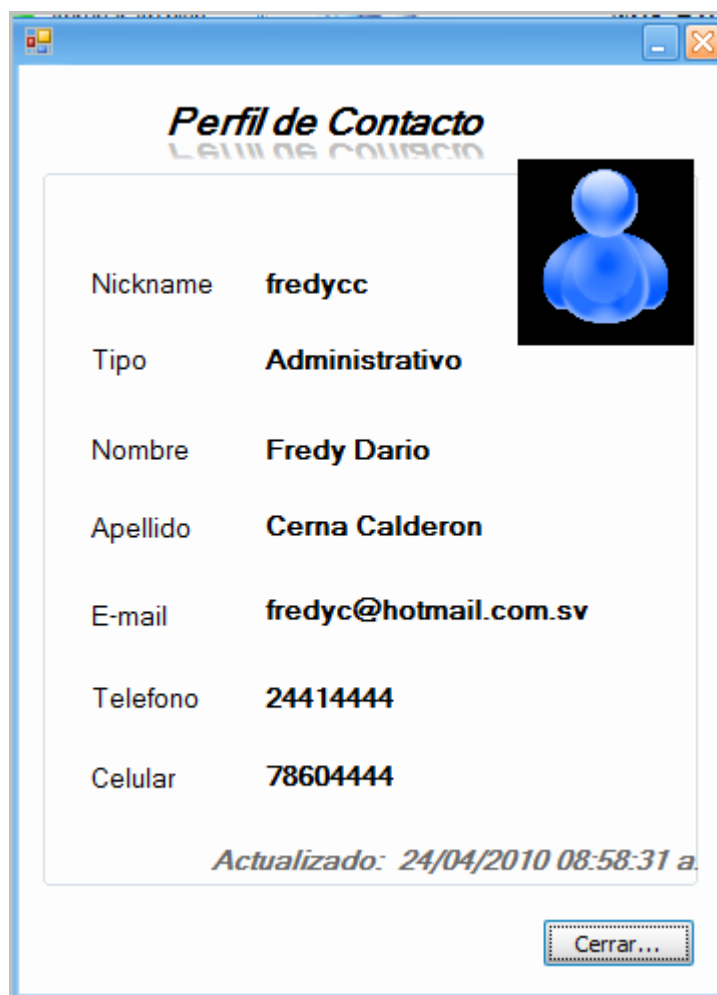 Perfil de Contacto
Nickname fredycc
Tipo Administrativo
Nombre Fredy Dario
Apellido Cerna Calderon
E-mail fredyc@hotmail.com.sv
Telefono 24414444
Celular 78604444
Actualizado: 24/04/2010 08:58:31 a.
Cerrar...